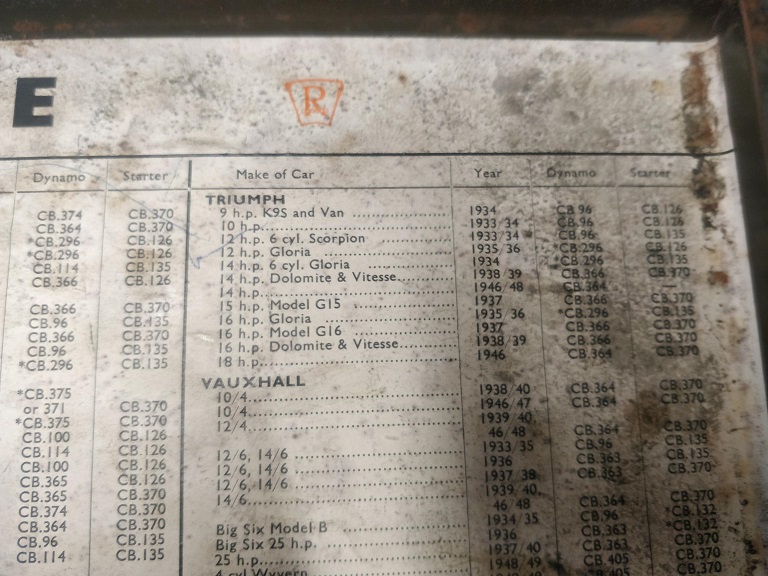 E
R
Dynamo Starter
CB.374 CB.370
CB.364 CB.370
*CB.296 CB.126
*CB.296 CB.126
CB.114 CB.135
CB.366 CB.126
CB.366 CB.370
CB.96 CB.135
CB.366 CB.370
CB.96 CB.135
*CB.296 CB.135
*CB.375
or 371 CB.370
*CB.375 CB.370
CB.100 CB.126
CB.114 CB.126
CB.100 CB.126
CB.365 CB.126
CB.365 CB.370
CB.374 CB.370
CB.364 CB.370
CB.96 CB.135
CB.114 CB.135
Make of Car Year Dynamo Starter
TRIUMPH
9 h.p. K9S and Van 1934 CB.96 CB.126
10 h.p. 1933/34 CB.96 CB.126
12 h.p. 6 cyl. Scorpion 1933/34 CB.96 CB.135
12 h.p. Gloria 1935/36 *CB.296 CB.126
14 h.p. 6 cyl. Gloria 1934 *CB.296 CB.135
14 h.p. Dolomite & Vitesse 1938/39 CB.366 CB.370
14 h.p. 1946/48 CB.364 —
15 h.p. Model G15 1937 CB.366 CB.370
16 h.p. Gloria 1935/36 *CB.296 CB.135
16 h.p. Model G16 1937 CB.366 CB.370
16 h.p. Dolomite & Vitesse 1938/39 CB.366 CB.370
18 h.p. 1946 CB.364 CB.370
VAUXHALL
10/4 1938/40 CB.364 CB.370
10/4 1946/47 CB.364 CB.370
12/4 1939/40,
46/48 CB.364 CB.370
12/6, 14/6 1933/35 CB.96 CB.135
12/6, 14/6 1936 CB.363 CB.135
12/6, 14/6 1937/38 CB.363 CB.370
14/6 1939/40,
46/48 CB.364 CB.370
Big Six Model B 1934/35 CB.96 *CB.132
Big Six 25 h.p. 1936 CB.363 *CB.132
25 h.p. 1937/40 CB.363 CB.370
4 cyl Wyvern 1948/49 CB.405 CB.370